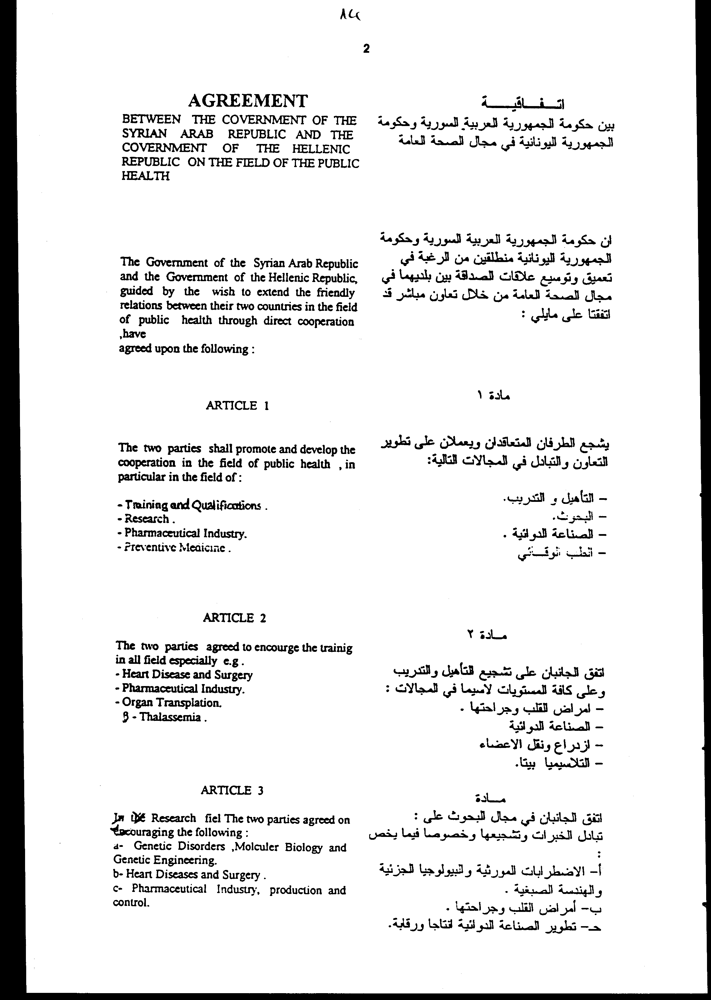 14
2
AGREEMENT
BETWEEN THE COVERNMENT OF THE
SYRIAN ARAB REPUBLIC AND THE
COVERNMENT OF THE HELLENIC
REPUBLIC ON THE FIELD OF THE PUBLIC
HEALTH
The Government of the Syrian Arab Republic
and the Government of the Hellenic Republic,
guided by the wish to extend the friendly
relations between their two countries in the field
of public health through direct cooperation
,have
agreed upon the following :
ARTICLE 1
The two parties shall promote and develop the
cooperation in the field of public health , in
particular in the field of :
- Training and Qualifications .
- Research .
- Pharmaceutical Industry.
- Preventive Medicine .
ARTICLE 2
The two parties agreed to encourge the trainig
in all field especially e.g .
- Heart Disease and Surgery
- Pharmaceutical Industry.
- Organ Transplation.
β - Thalassemia .
ARTICLE 3
In the Research fiel The two parties agreed on
encouraging the following :
a- Genetic Disorders ,Molculer Biology and
Genetic Engineering.
b- Heart Diseases and Surgery .
c- Pharmaceutical Industry, production and
control.
اتـــفـــاقيـــــة
بين حكومة الجمهورية العربية السورية وحكومة
الجمهورية اليونانية في مجال الصحة العامة
ان حكومة الجمهورية العربية السورية وحكومة
الجمهورية اليونانية منطلقين من الرغبة في
تعميق وتوسيع علاقات الصداقة بين بلديهما في
مجال الصحة العامة من خلال تعاون مباشر قد
اتفقتا على مايلي :
مادة ١
يشجع الطرفان المتعاقدان ويعملان على تطوير
التعاون والتبادل في المجالات التالية:
– التأهيل و التدريب.
– البحوث.
– الصناعة الدوائية .
– الطب الوقـــائي
مـــادة ٢
اتفق الجانبان على تشجيع التأهيل والتدريب
وعلى كافة المستويات لاسيما في المجالات :
– امراض القلب وجراحتها .
– الصناعة الدوائية
– ازدراع ونقل الاعضاء
– التلاسيميا بيتا.
مـــادة
اتفق الجانبان في مجال البحوث على :
تبادل الخبرات وتشجيعها وخصوصا فيما يخص
:
أ– الاضطرابات المورثية والبيولوجيا الجزئية
والهندسة الصبغية .
ب– أمراض القلب وجراحتها .
حـ– تطوير الصناعة الدوائية انتاجا ورقابة.